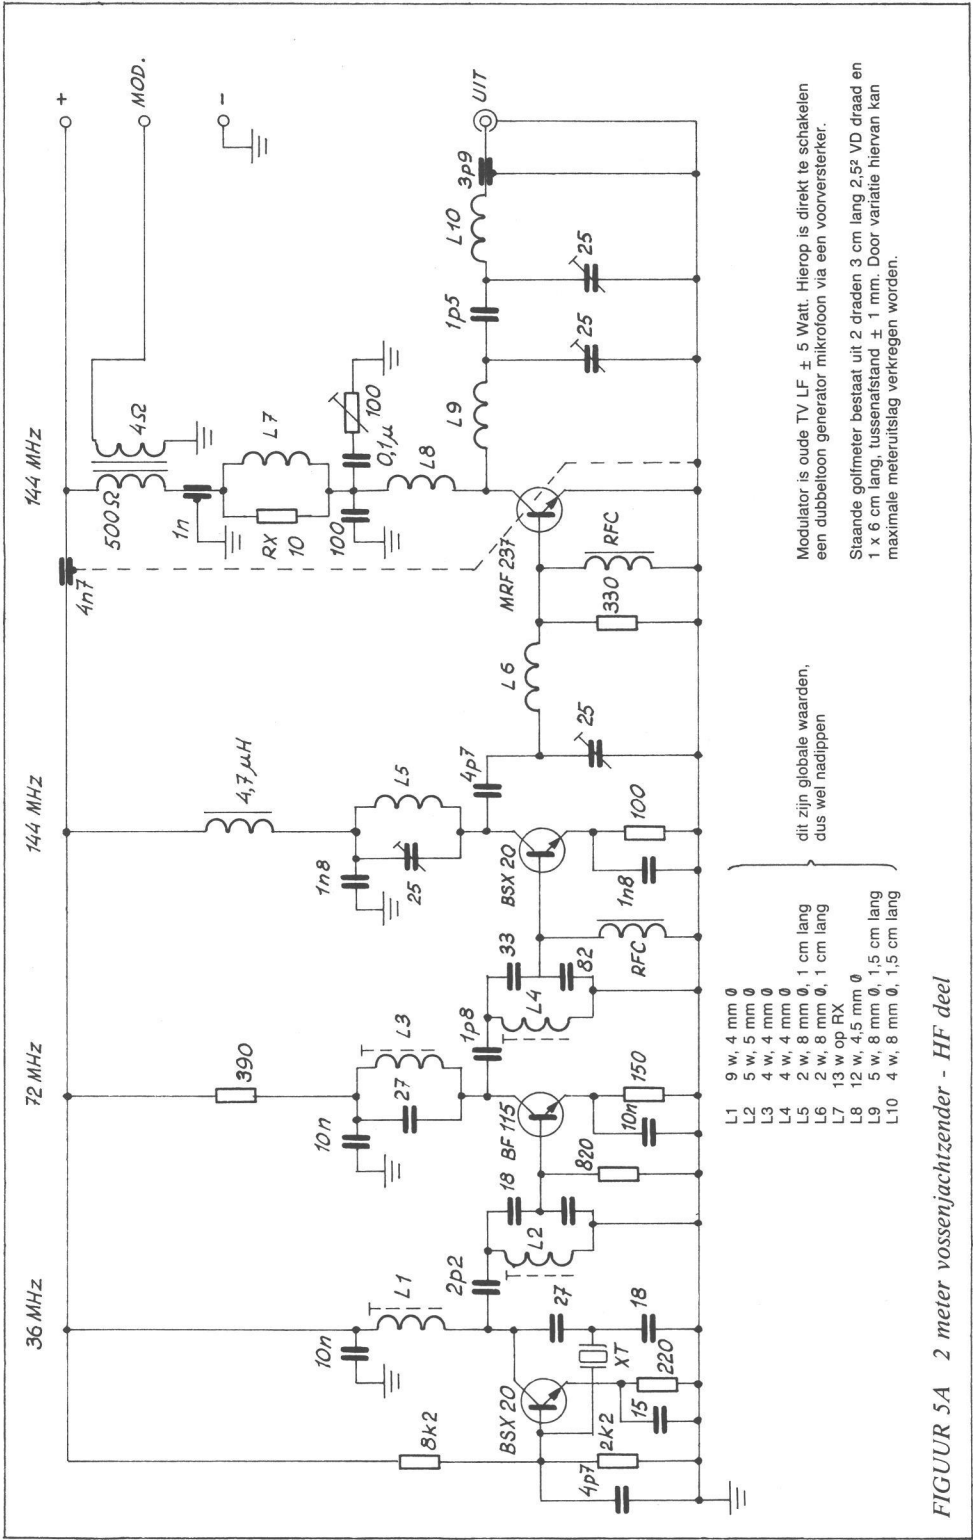 36 MHz
72 MHz
144 MHz
144 MHz
+
MOD.
-
4n7
500Ω
4Ω
1n
RX
10
L7
100
0,1µ
100
L8
390
4,7µH
10n
L1
10n
27
L3
1n8
25
L5
8k2
2p2
1p8
4p7
L9
1p5
L10
3p9
UIT
BSX 20
18
L2
BF 115
33
L4
82
BSX 20
L6
MRF 237
27
XT
18
4p7
2k2
15
220
820
10n
150
RFC
1n8
100
25
330
RFC
25
25
L1 9 w, 4 mm Ø
L2 5 w, 5 mm Ø
L3 4 w, 4 mm Ø
L4 4 w, 4 mm Ø
L5 2 w, 8 mm Ø, 1 cm lang
L6 2 w, 8 mm Ø, 1 cm lang
L7 13 w op RX
L8 12 w, 4,5 mm Ø
L9 5 w, 8 mm Ø, 1,5 cm lang
L10 4 w, 8 mm Ø, 1,5 cm lang
dit zijn globale waarden,
dus wel nadippen
Modulator is oude TV LF ± 5 Watt. Hierop is direkt te schakelen
een dubbeltoon generator mikrofoon via een voorversterker.
Staande golfmeter bestaat uit 2 draden 3 cm lang 2,5² VD draad en
1 x 6 cm lang, tussenafstand ± 1 mm. Door variatie hiervan kan
maximale meteruitslag verkregen worden.
FIGUUR 5A 2 meter vossenjachtzender - HF deel